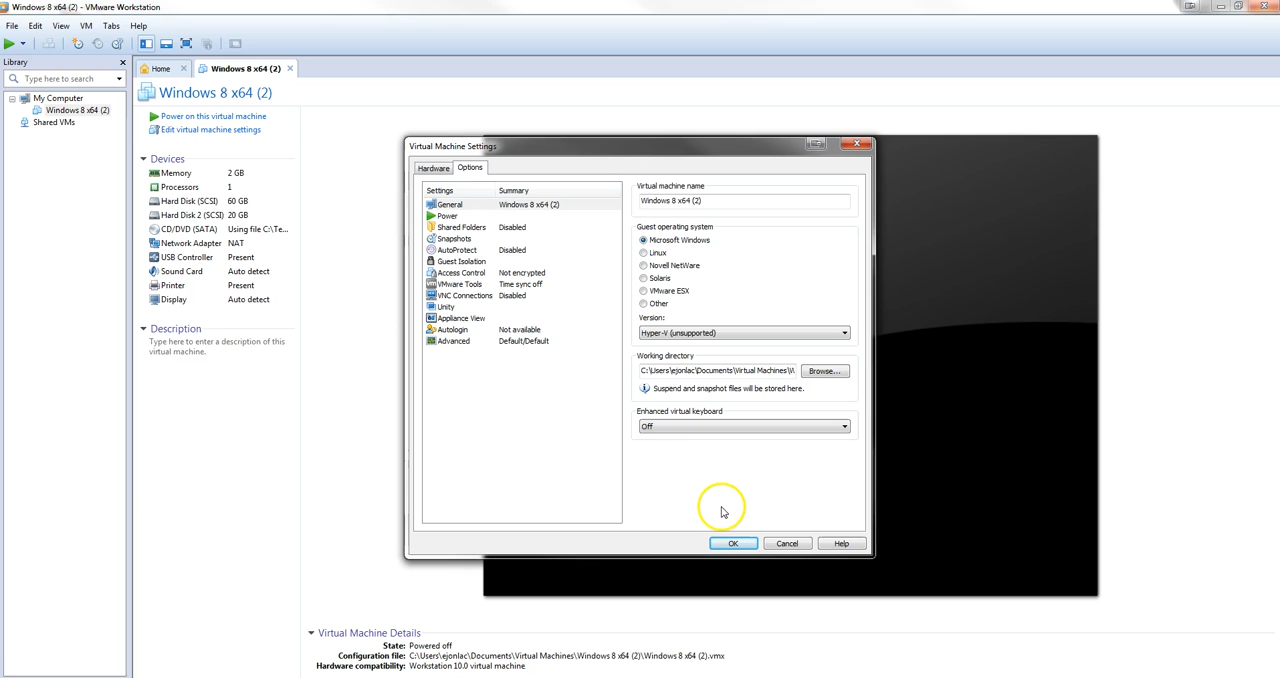 Windows 8 x64 (2) - VMware Workstation
File Edit View VM Tabs Help
Library
Type here to search
My Computer
Windows 8 x64 (2)
Shared VMs
Home Windows 8 x64 (2)
Windows 8 x64 (2)
Power on this virtual machine
Edit virtual machine settings
Devices
Memory 2 GB
Processors 1
Hard Disk (SCSI) 60 GB
Hard Disk 2 (SCSI) 20 GB
CD/DVD (SATA) Using file C:\Te...
Network Adapter NAT
USB Controller Present
Sound Card Auto detect
Printer Present
Display Auto detect
Description
Type here to enter a description of this
virtual machine.
Virtual Machine Settings
Hardware Options
Settings Summary
General Windows 8 x64 (2)
Power
Shared Folders Disabled
Snapshots
AutoProtect Disabled
Guest Isolation
Access Control Not encrypted
VMware Tools Time sync off
VNC Connections Disabled
Unity
Appliance View
Autologin Not available
Advanced Default/Default
Virtual machine name
Windows 8 x64 (2)
Guest operating system
Microsoft Windows
Linux
Novell NetWare
Solaris
VMware ESX
Other
Version:
Hyper-V (unsupported)
Working directory
C:\Users\ejonlac\Documents\Virtual Machines\ Browse...
Suspend and snapshot files will be stored here.
Enhanced virtual keyboard
Off
OK Cancel Help
Virtual Machine Details
State: Powered off
Configuration file: C:\Users\ejonlac\Documents\Virtual Machines\Windows 8 x64 (2)\Windows 8 x64 (2).vmx
Hardware compatibility: Workstation 10.0 virtual machine